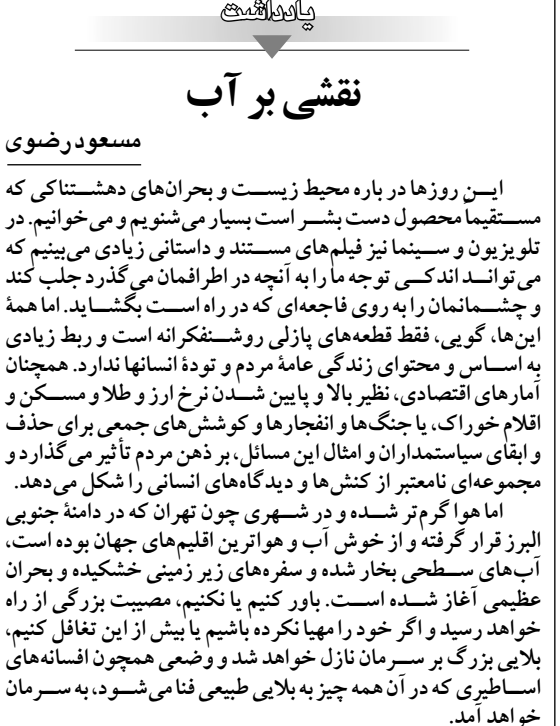 یادداشت
نقشی بر آب
مسعود رضوی
ایـن روزها در باره محیط زیست و بحران‌های دهشتناکی که
مستقیماً محصول دست بشر است بسیار می‌شنویم و می‌خوانیم. در
تلویزیون و سینما نیز فیلم‌های مستند و داستانی زیادی می‌بینیم که
می‌تواند اندکی توجه ما را به آنچه در اطرافمان می‌گذرد جلب کند
و چشمانمان را به روی فاجعه‌ای که در راه است بگشاید. اما همهٔ
این‌ها، گویی، فقط قطعه‌های پازلی روشنفکرانه است و ربط زیادی
به اساس و محتوای زندگی عامهٔ مردم و تودهٔ انسانها ندارد. همچنان
آمارهای اقتصادی، نظیر بالا و پایین شدن نرخ ارز و طلا و مسکن و
اقلام خوراک، یا جنگ‌ها و انفجارها و کوشش‌های جمعی برای حذف
و ابقای سیاستمداران و امثال این مسائل، بر ذهن مردم تأثیر می‌گذارد و
مجموعه‌ای نامعتبر از کنش‌ها و دیدگاه‌های انسانی را شکل می‌دهد.
اما هوا گرم‌تر شده و در شهری چون تهران که در دامنهٔ جنوبی
البرز قرار گرفته و از خوش آب و هواترین اقلیم‌های جهان بوده است،
آب‌های سطحی بخار شده و سفره‌های زیر زمینی خشکیده و بحران
عظیمی آغاز شده است. باور کنیم یا نکنیم، مصیبت بزرگی از راه
خواهد رسید و اگر خود را مهیا نکرده باشیم یا بیش از این تغافل کنیم،
بلایی بزرگ بر سرمان نازل خواهد شد و وضعی همچون افسانه‌های
اساطیری که در آن همه چیز به بلایی طبیعی فنا می‌شود، به سرمان
خواهد آمد.